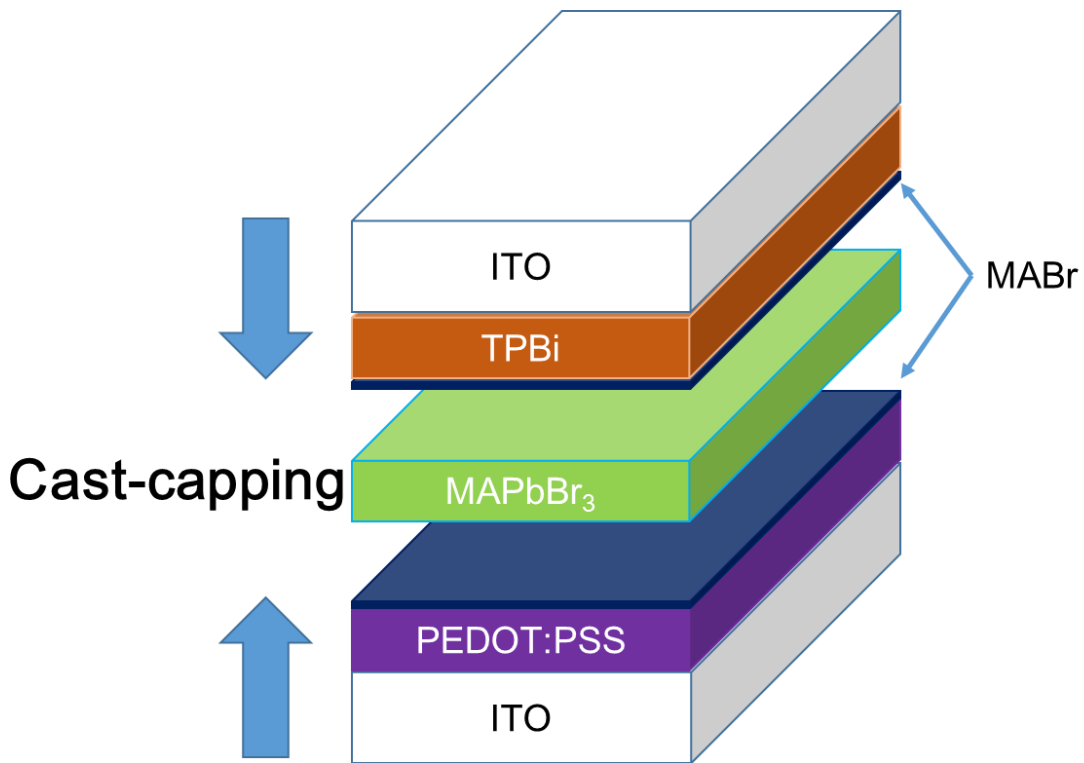 ITO
MABr
TPBi
Cast-capping
MAPbBr₃
PEDOT:PSS
ITO